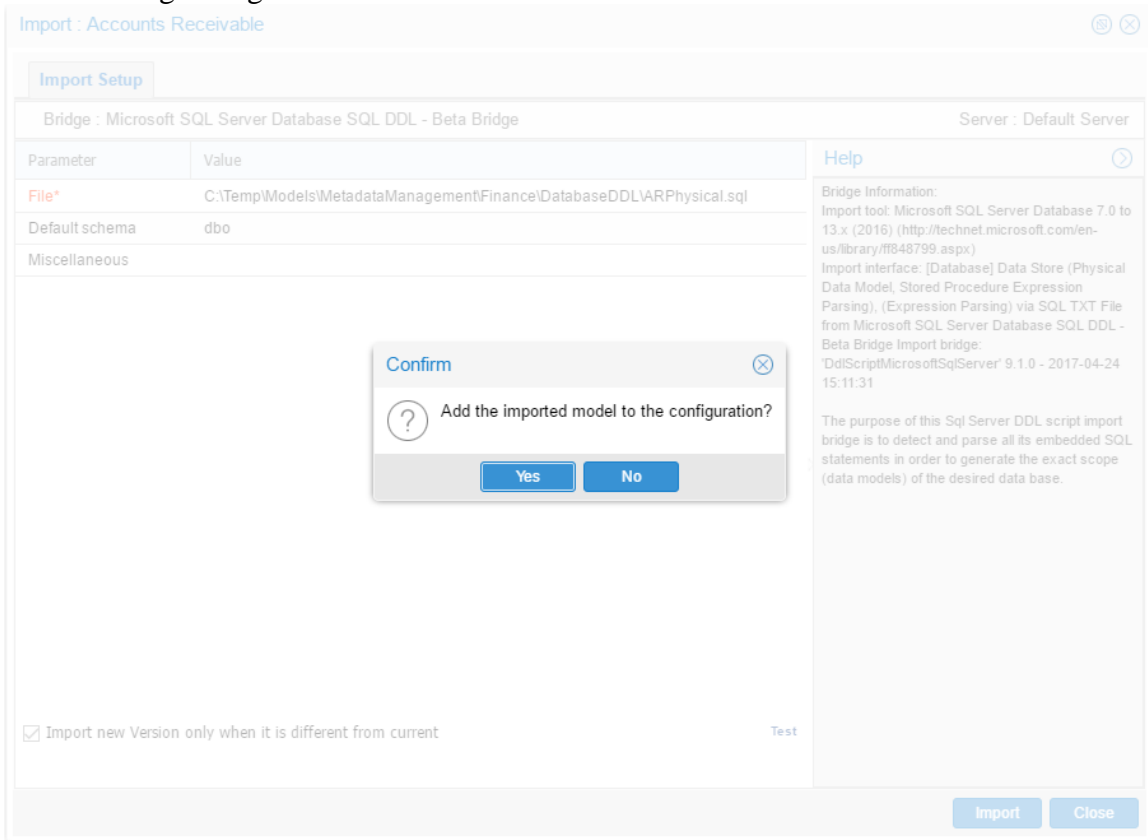 Import : Accounts Receivable
Import Setup
Bridge : Microsoft SQL Server Database SQL DDL - Beta Bridge
Server : Default Server
Parameter
Value
File*
C:\Temp\Models\MetadataManagement\Finance\DatabaseDDL\ARPhysical.sql
Default schema
dbo
Miscellaneous
Help
Bridge Information:
Import tool: Microsoft SQL Server Database 7.0 to
13.x (2016) (http://technet.microsoft.com/en-
us/library/ff848799.aspx)
Import interface: [Database] Data Store (Physical
Data Model, Stored Procedure Expression
Parsing), (Expression Parsing) via SQL TXT File
from Microsoft SQL Server Database SQL DDL -
Beta Bridge Import bridge:
'DdlScriptMicrosoftSqlServer' 9.1.0 - 2017-04-24
15:11:31
The purpose of this Sql Server DDL script import
bridge is to detect and parse all its embedded SQL
statements in order to generate the exact scope
(data models) of the desired data base.
Confirm
Add the imported model to the configuration?
Yes
No
Import new Version only when it is different from current
Test
Import
Close